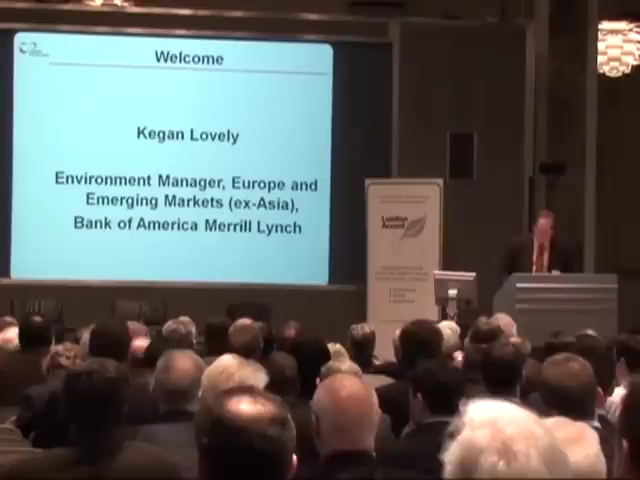 Welcome
Kegan Lovely
Environment Manager, Europe and
Emerging Markets (ex-Asia),
Bank of America Merrill Lynch
London
Accord